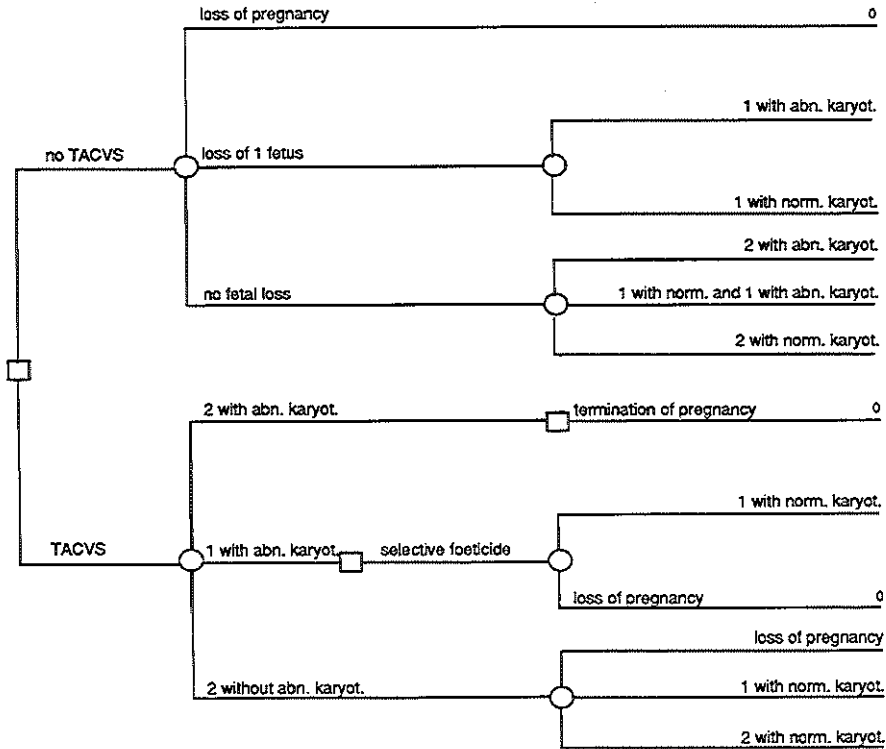 loss of pregnancy 0
1 with abn. karyot.
no TACVS loss of 1 fetus
1 with norm. karyot.
2 with abn. karyot.
no fetal loss 1 with norm. and 1 with abn. karyot.
2 with norm. karyot.
2 with abn. karyot. termination of pregnancy 0
1 with norm. karyot.
TACVS 1 with abn. karyot. selective foeticide
loss of pregnancy 0
loss of pregnancy
2 without abn. karyot. 1 with norm. karyot.
2 with norm. karyot.